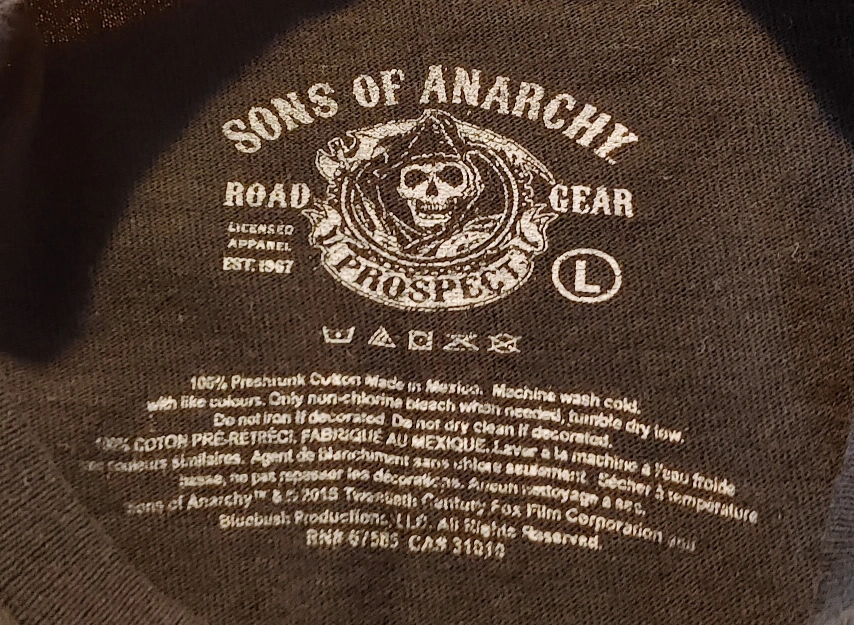 SONS OF ANARCHY
ROAD GEAR
LICENSED
APPAREL
EST. 1967
PROSPECT
L
100% Preshrunk Cotton Made in Mexico. Machine wash cold,
with like colours. Only non-chlorine bleach when needed, tumble dry low.
Do not iron if decorated. Do not dry clean if decorated.
100% COTON PRÉ-RÉTRÉCI. FABRIQUÉ AU MEXIQUE. Laver à la machine à l'eau froide
couleurs similaires. Agent de blanchiment sans chlore seulement. Sécher à température
basse, ne pas repasser les décorations. Aucun nettoyage à sec.
Sons of Anarchy™ & © 2015 Twentieth Century Fox Film Corporation and
Bluebush Productions, LLC. All Rights Reserved.
RN# 67585 CA# 31010